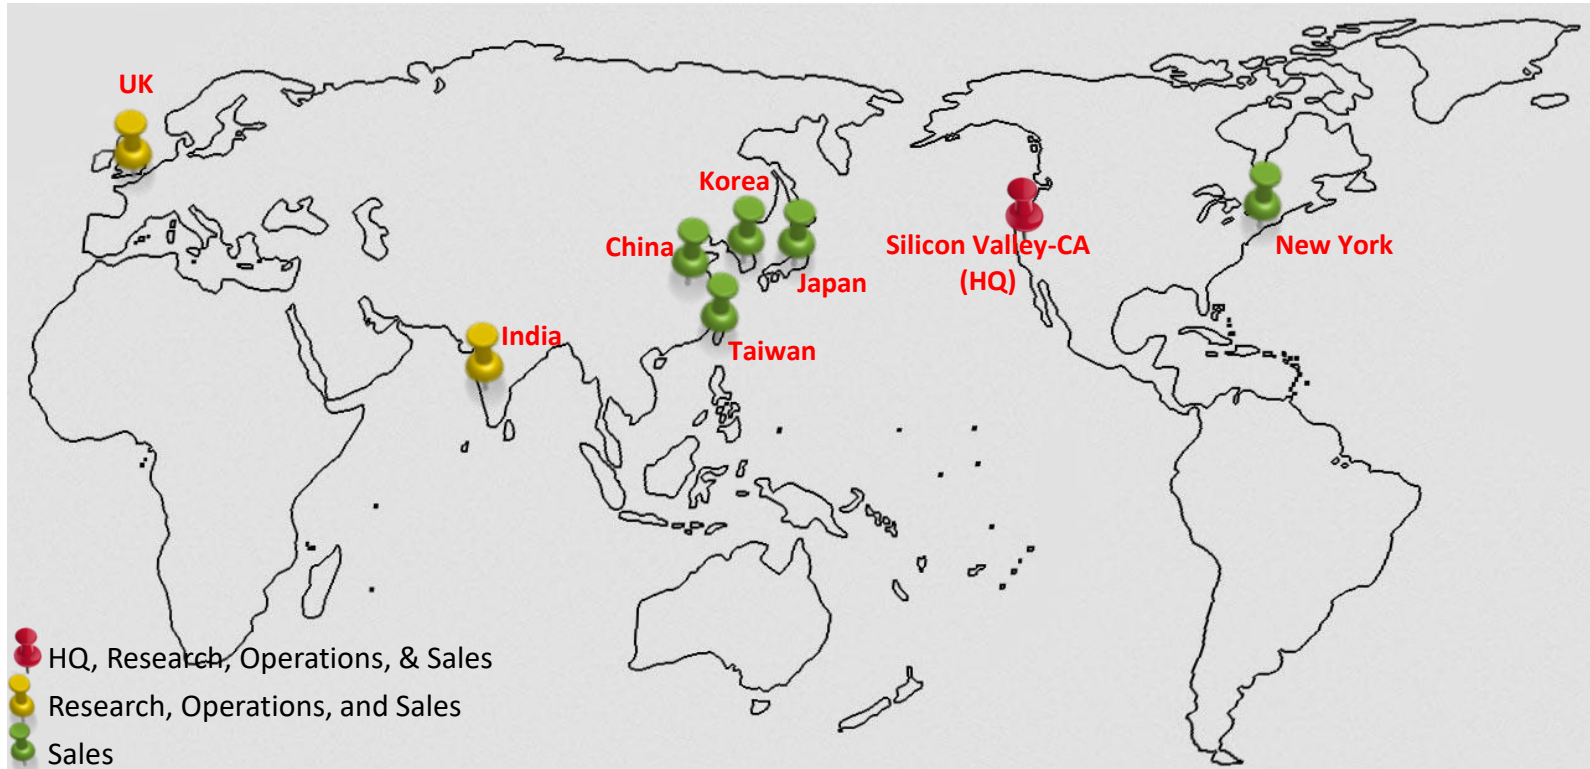 UK
Korea
China
Japan
Silicon Valley-CA
(HQ)
New York
India
Taiwan
HQ, Research, Operations, & Sales
Research, Operations, and Sales
Sales